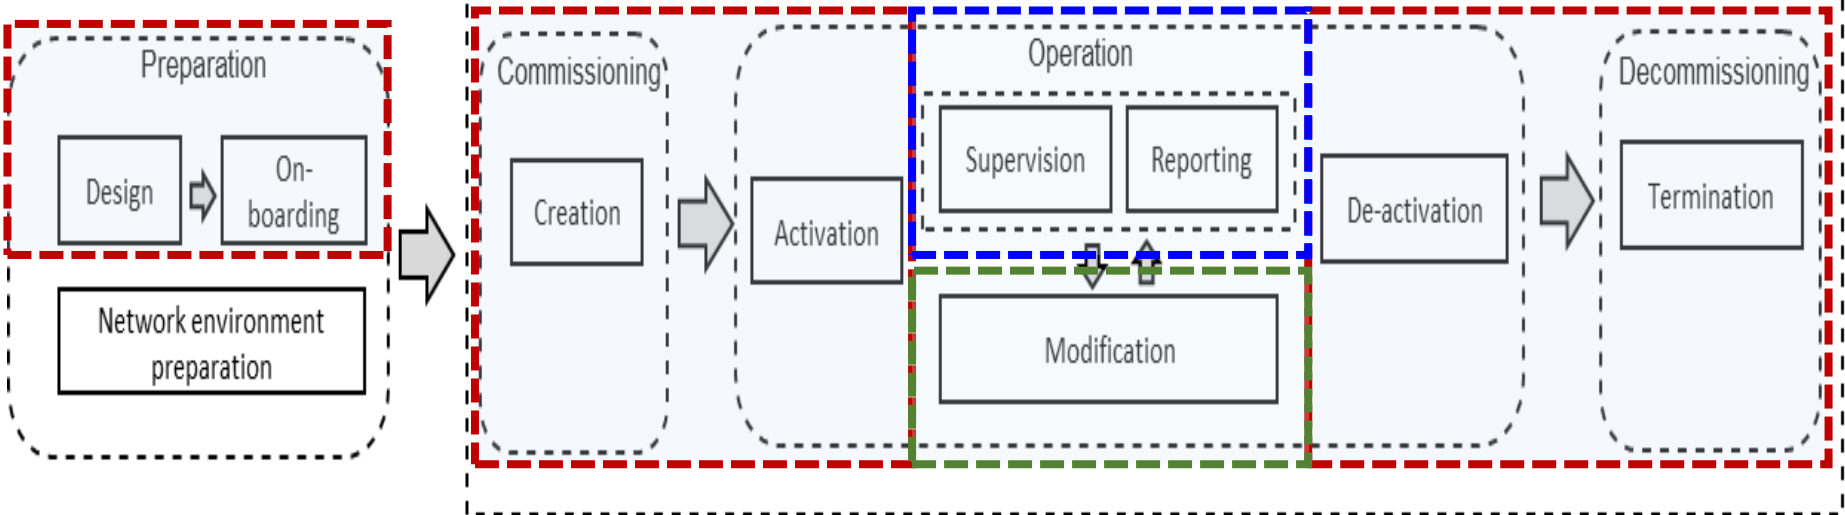 Preparation
Design
On-
boarding
Network environment
preparation
Commissioning
Creation
Operation
Activation
Supervision
Reporting
Modification
De-activation
Decommissioning
Termination